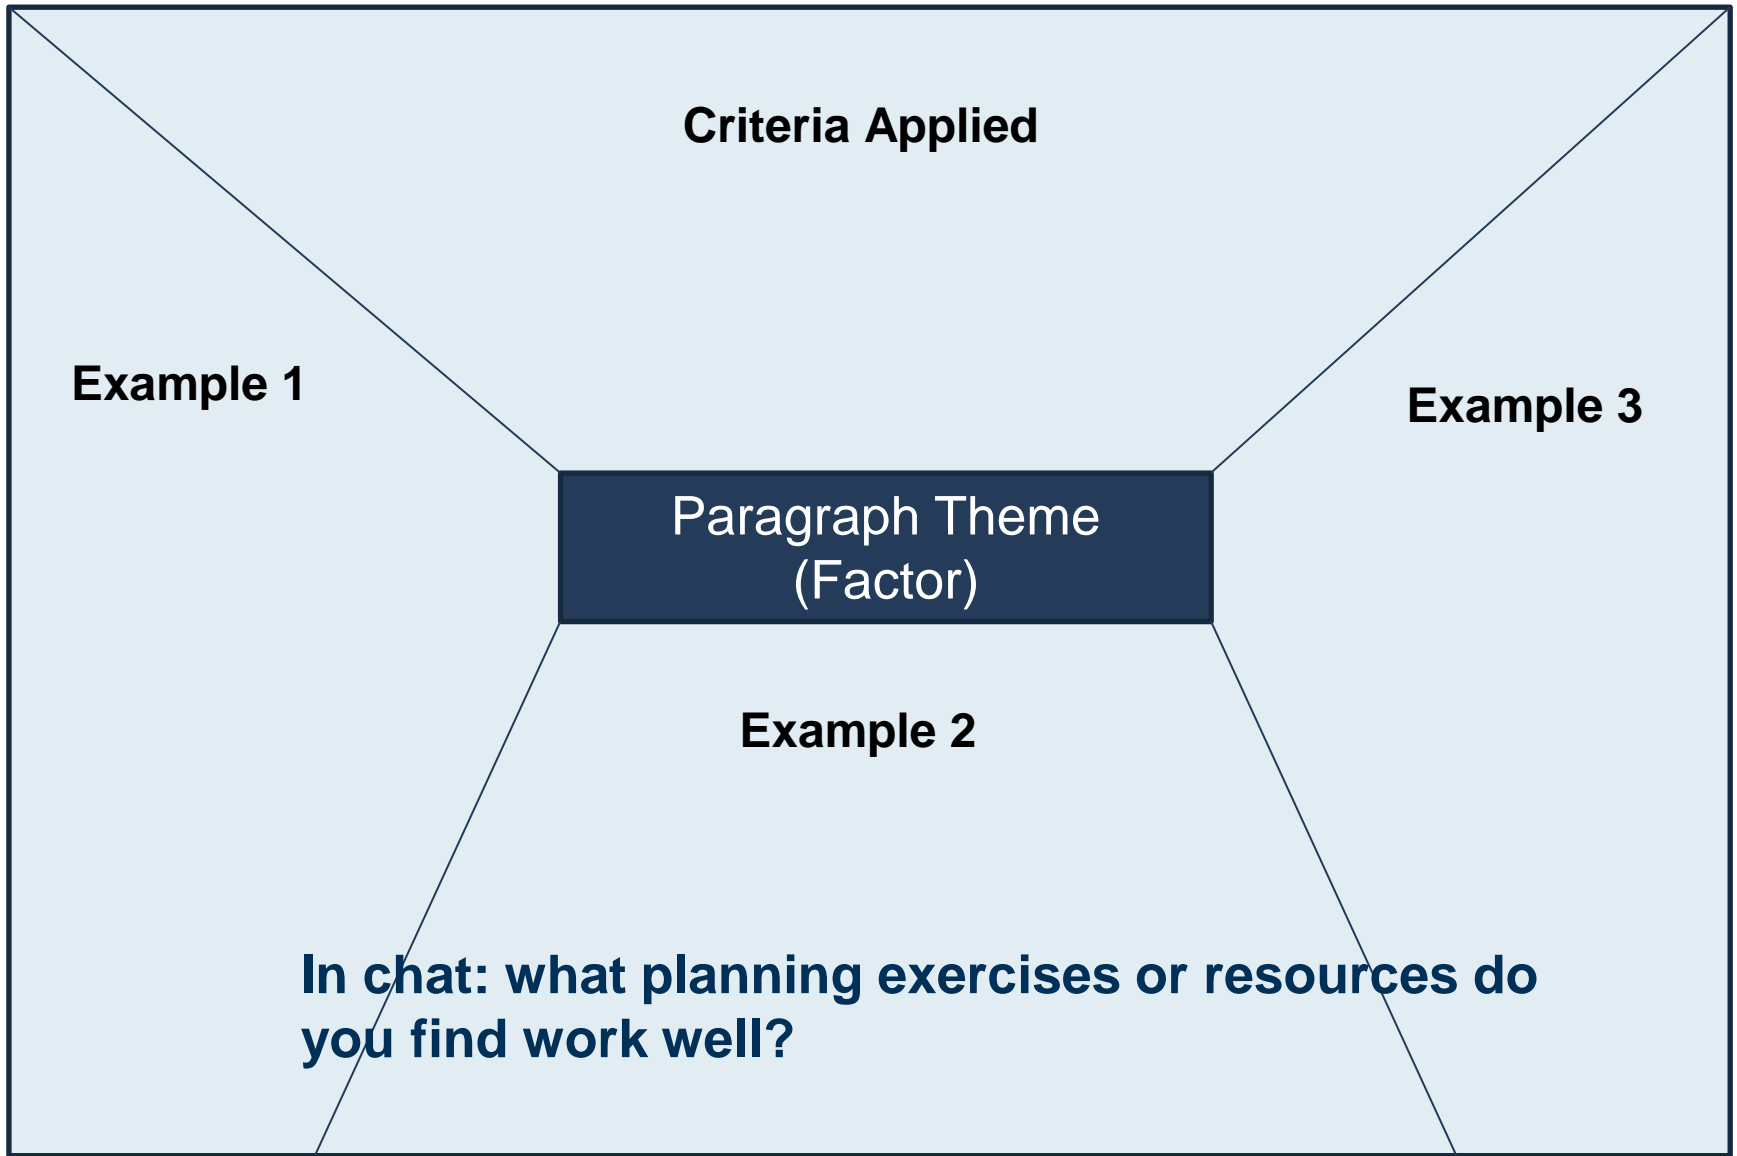 Criteria Applied
Example 1
Example 3
Paragraph Theme
(Factor)
Example 2
In chat: what planning exercises or resources do
you find work well?